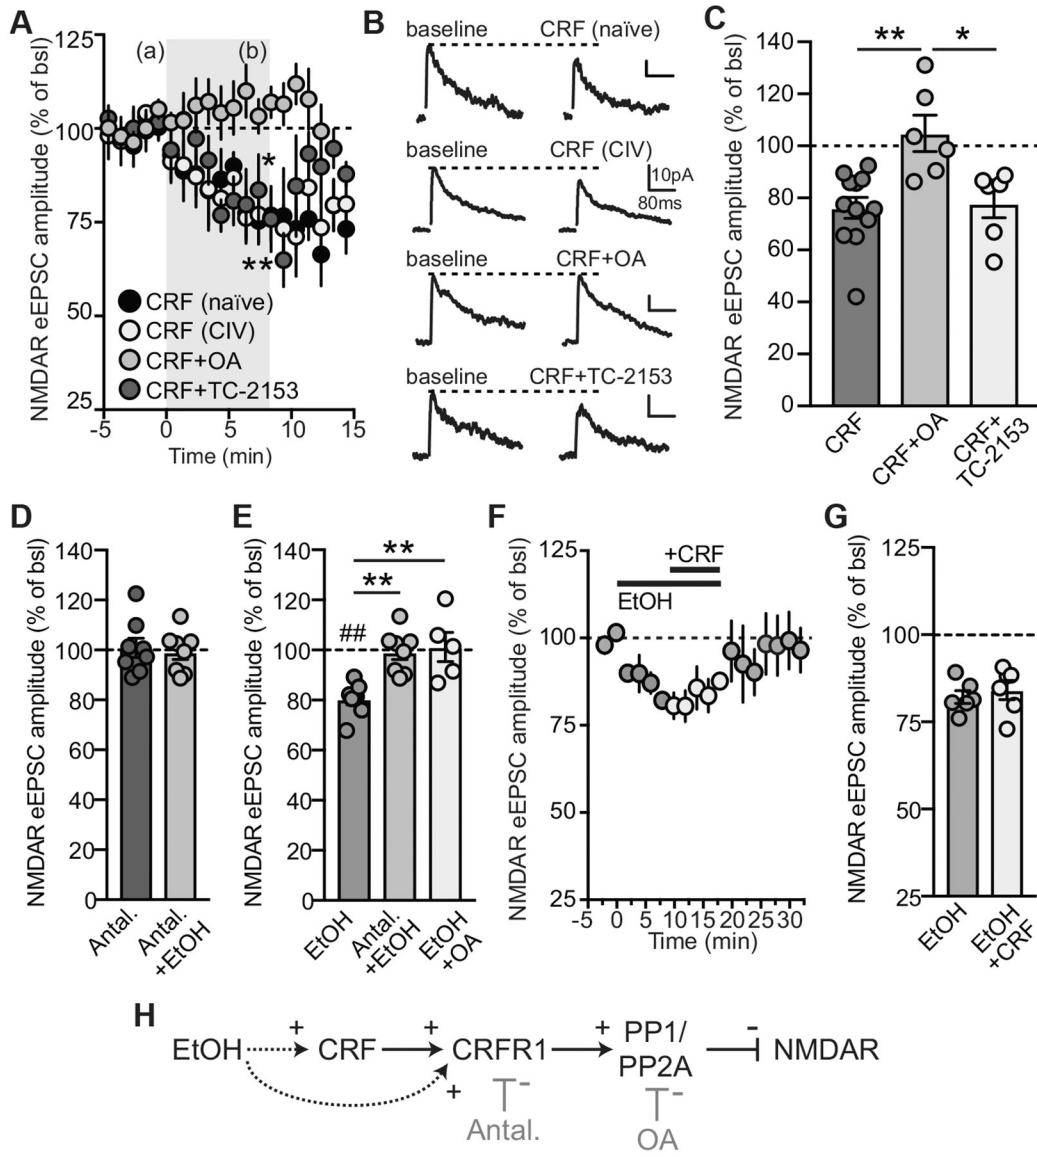 A
NMDAR eEPSC amplitude (% of bsl)
125
100
75
50
25
(a)
(b)
*
**
CRF (naïve)
CRF (CIV)
CRF+OA
CRF+TC-2153
-5
0
5
10
15
Time (min)
B
baseline
CRF (naïve)
baseline
CRF (CIV)
10pA
80ms
baseline
CRF+OA
baseline
CRF+TC-2153
C
NMDAR eEPSC amplitude (% of bsl)
140
120
100
80
60
40
20
0
**
*
CRF
CRF+OA
CRF+
TC-2153
D
NMDAR eEPSC amplitude (% of bsl)
140
120
100
80
60
40
20
0
Antal.
Antal.
+EtOH
E
NMDAR eEPSC amplitude (% of bsl)
140
120
100
80
60
40
20
0
**
**
##
EtOH
Antal.
+EtOH
EtOH
+OA
F
NMDAR eEPSC amplitude (% of bsl)
125
100
75
50
25
+CRF
EtOH
-5
0
5
10
15
20
25
30
Time (min)
G
NMDAR eEPSC amplitude (% of bsl)
125
100
75
50
25
EtOH
EtOH
+CRF
H
EtOH
+
CRF
+
CRFR1
+
PP1/
PP2A
-
NMDAR
+
-
Antal.
-
OA